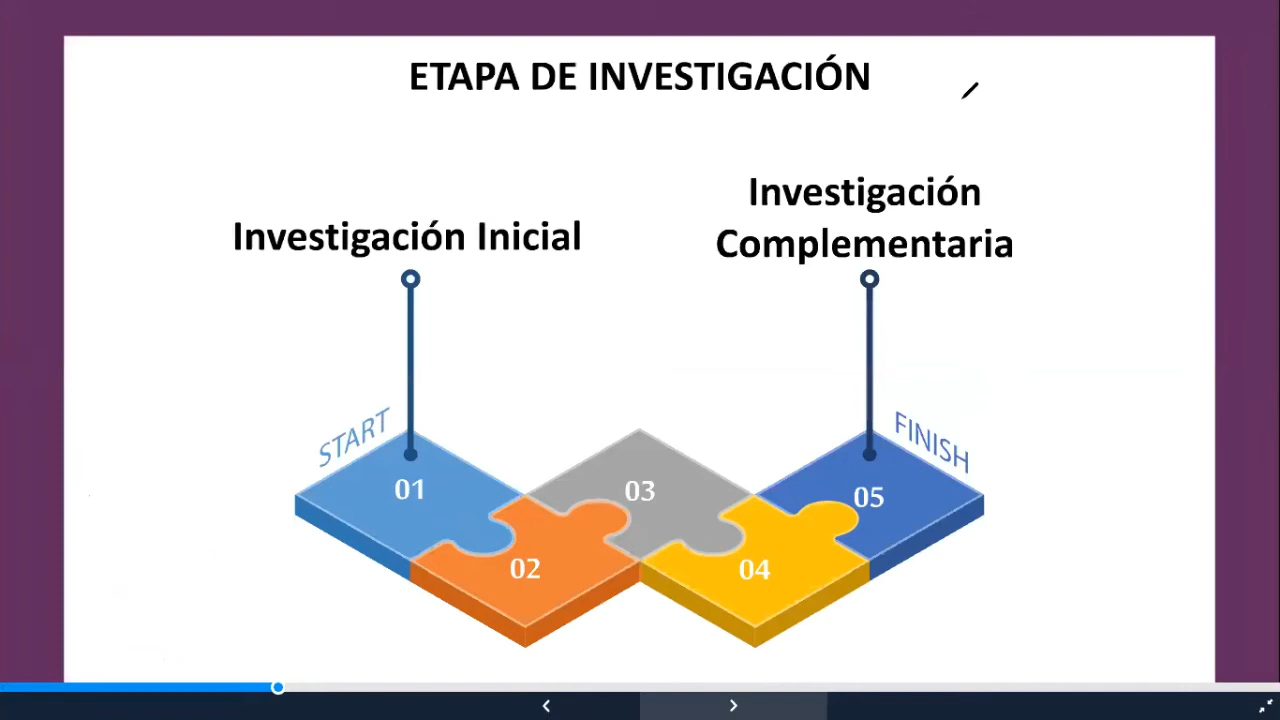 ETAPA DE INVESTIGACIÓN
Investigación Inicial
Investigación
Complementaria
START
FINISH
01
02
03
04
05